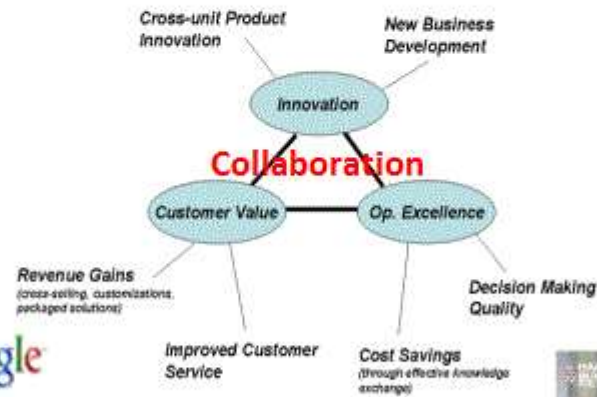 Cross-unit Product
Innovation
New Business
Development
Innovation
Collaboration
Customer Value
Op. Excellence
Revenue Gains
(cross-selling, customizations,
packaged solutions)
Decision Making
Quality
Improved Customer
Service
Cost Savings
(through effective knowledge
exchange)
gle